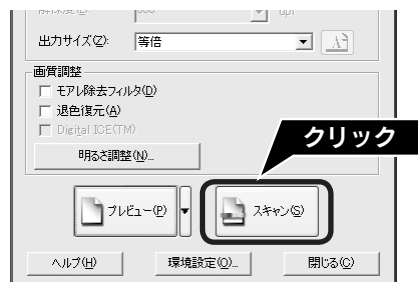 出力サイズ(Z): 等倍
画質調整
モアレ除去フィルタ(D)
退色復元(A)
Digital ICE(TM)
明るさ調整(N)...
クリック
プレビュー(P) スキャン(S)
ヘルプ(H) 環境設定(O)... 閉じる(C)